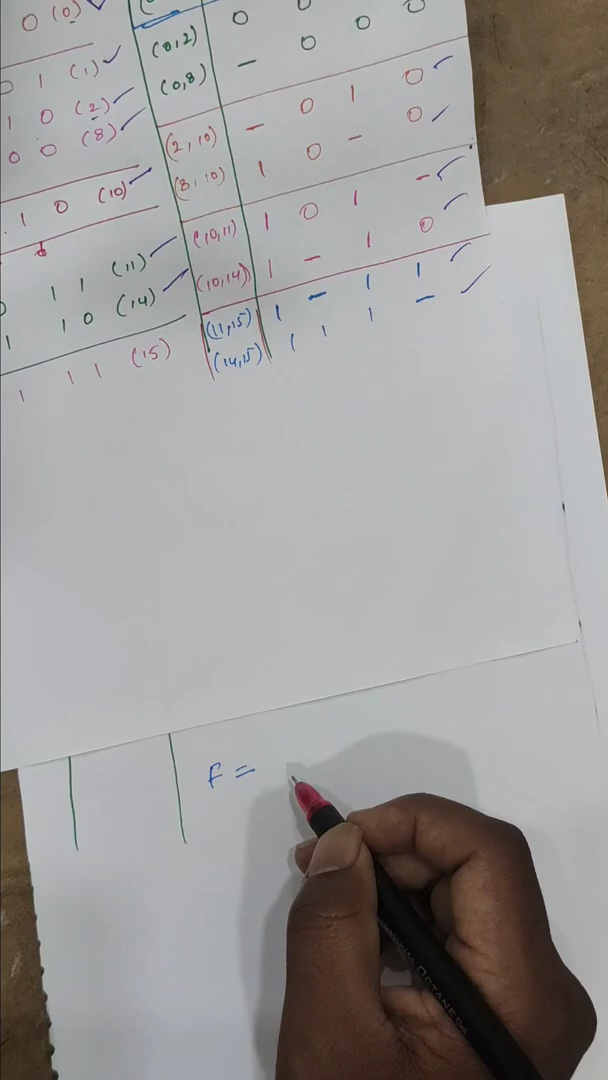 0 (0)
0 1 (1) ✓
1 0 (2) ✓
0 0 (8) ✓
1 0 (10) ✓
1 1 (11) ✓
1 1 0 (14) ✓
1 1 1 (15)
(0,2) 0 0 0
(0,8) - 0 0 0
(2,10) - 0 1 0 ✓
(8,10) 1 0 - 0 ✓
(10,11) 1 0 1 - ✓
(10,14) 1 - 1 0 ✓
(11,15) 1 - 1 1 ✓
(14,15) 1 1 1 - ✓
F =
OCTANE